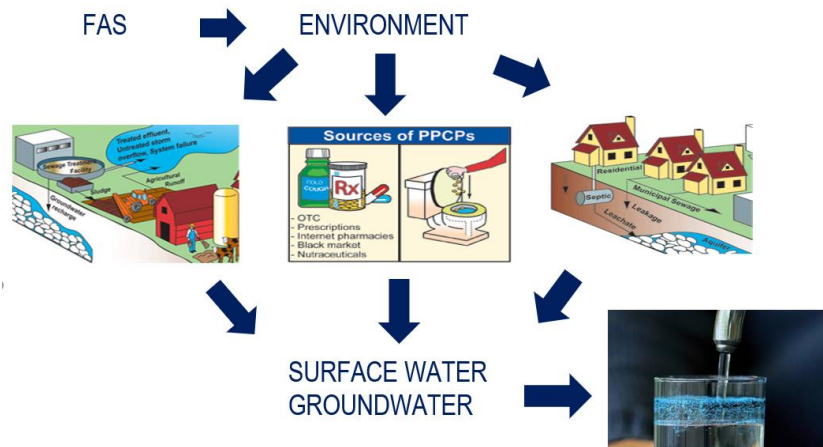 FAS
ENVIRONMENT
Treated effluent,
Untreated storm
overflow, System failure
Sewage Treatment
Facility
Agricultural
Runoff
Sludge
Groundwater
recharge
Sources of PPCPs
COLD
COUGH
Rx
- OTC
- Prescriptions
- Internet pharmacies
- Black market
- Nutraceuticals
Residential
Septic
Municipal Sewage
Leakage
Leachate
Aquifer
SURFACE WATER
GROUNDWATER